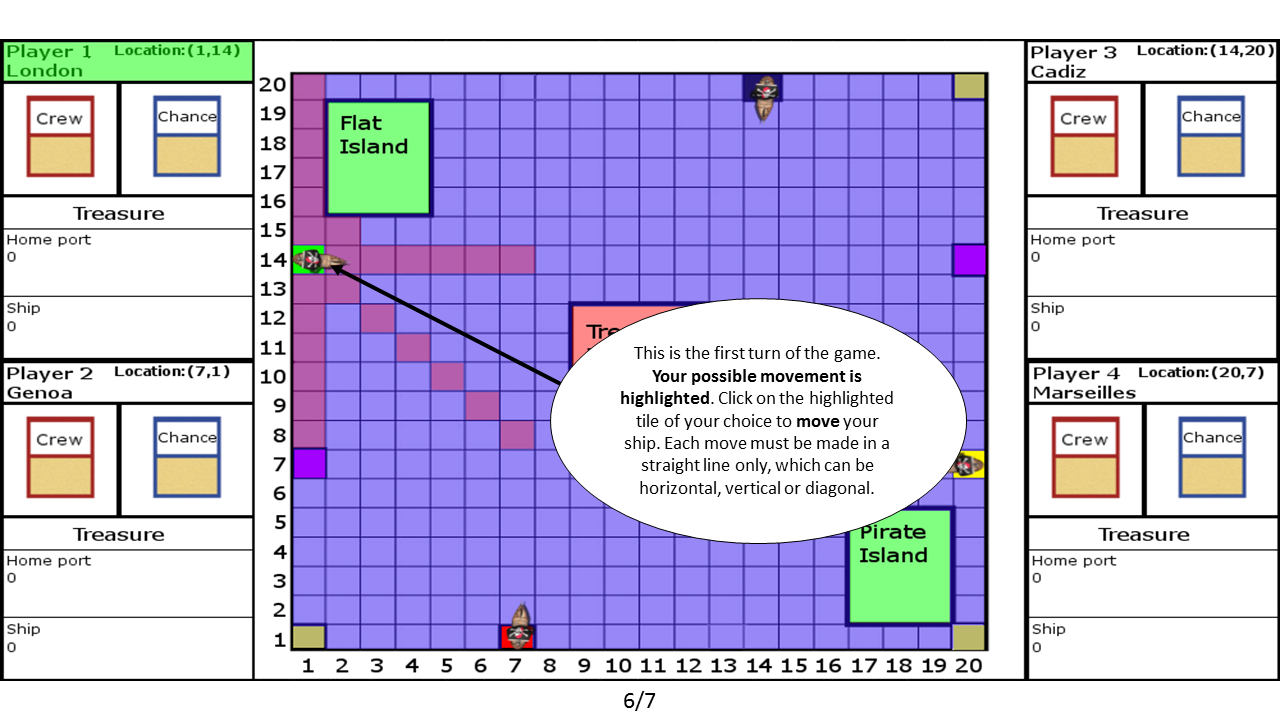 Player 1 Location:(1,14)
London
Crew
Chance
Treasure
Home port
0
Ship
0
Player 2 Location:(7,1)
Genoa
Crew
Chance
Treasure
Home port
0
Ship
0
20
19
18
17
16
15
14
13
12
11
10
9
8
7
6
5
4
3
2
1
1 2 3 4 5 6 7 8 9 10 11 12 13 14 15 16 17 18 19 20
Flat
Island
Tre
This is the first turn of the game.
Your possible movement is
highlighted. Click on the highlighted
tile of your choice to move your
ship. Each move must be made in a
straight line only, which can be
horizontal, vertical or diagonal.
Pirate
Island
Player 3 Location:(14,20)
Cadiz
Crew
Chance
Treasure
Home port
0
Ship
0
Player 4 Location:(20,7)
Marseilles
Crew
Chance
Treasure
Home port
0
Ship
0
6/7